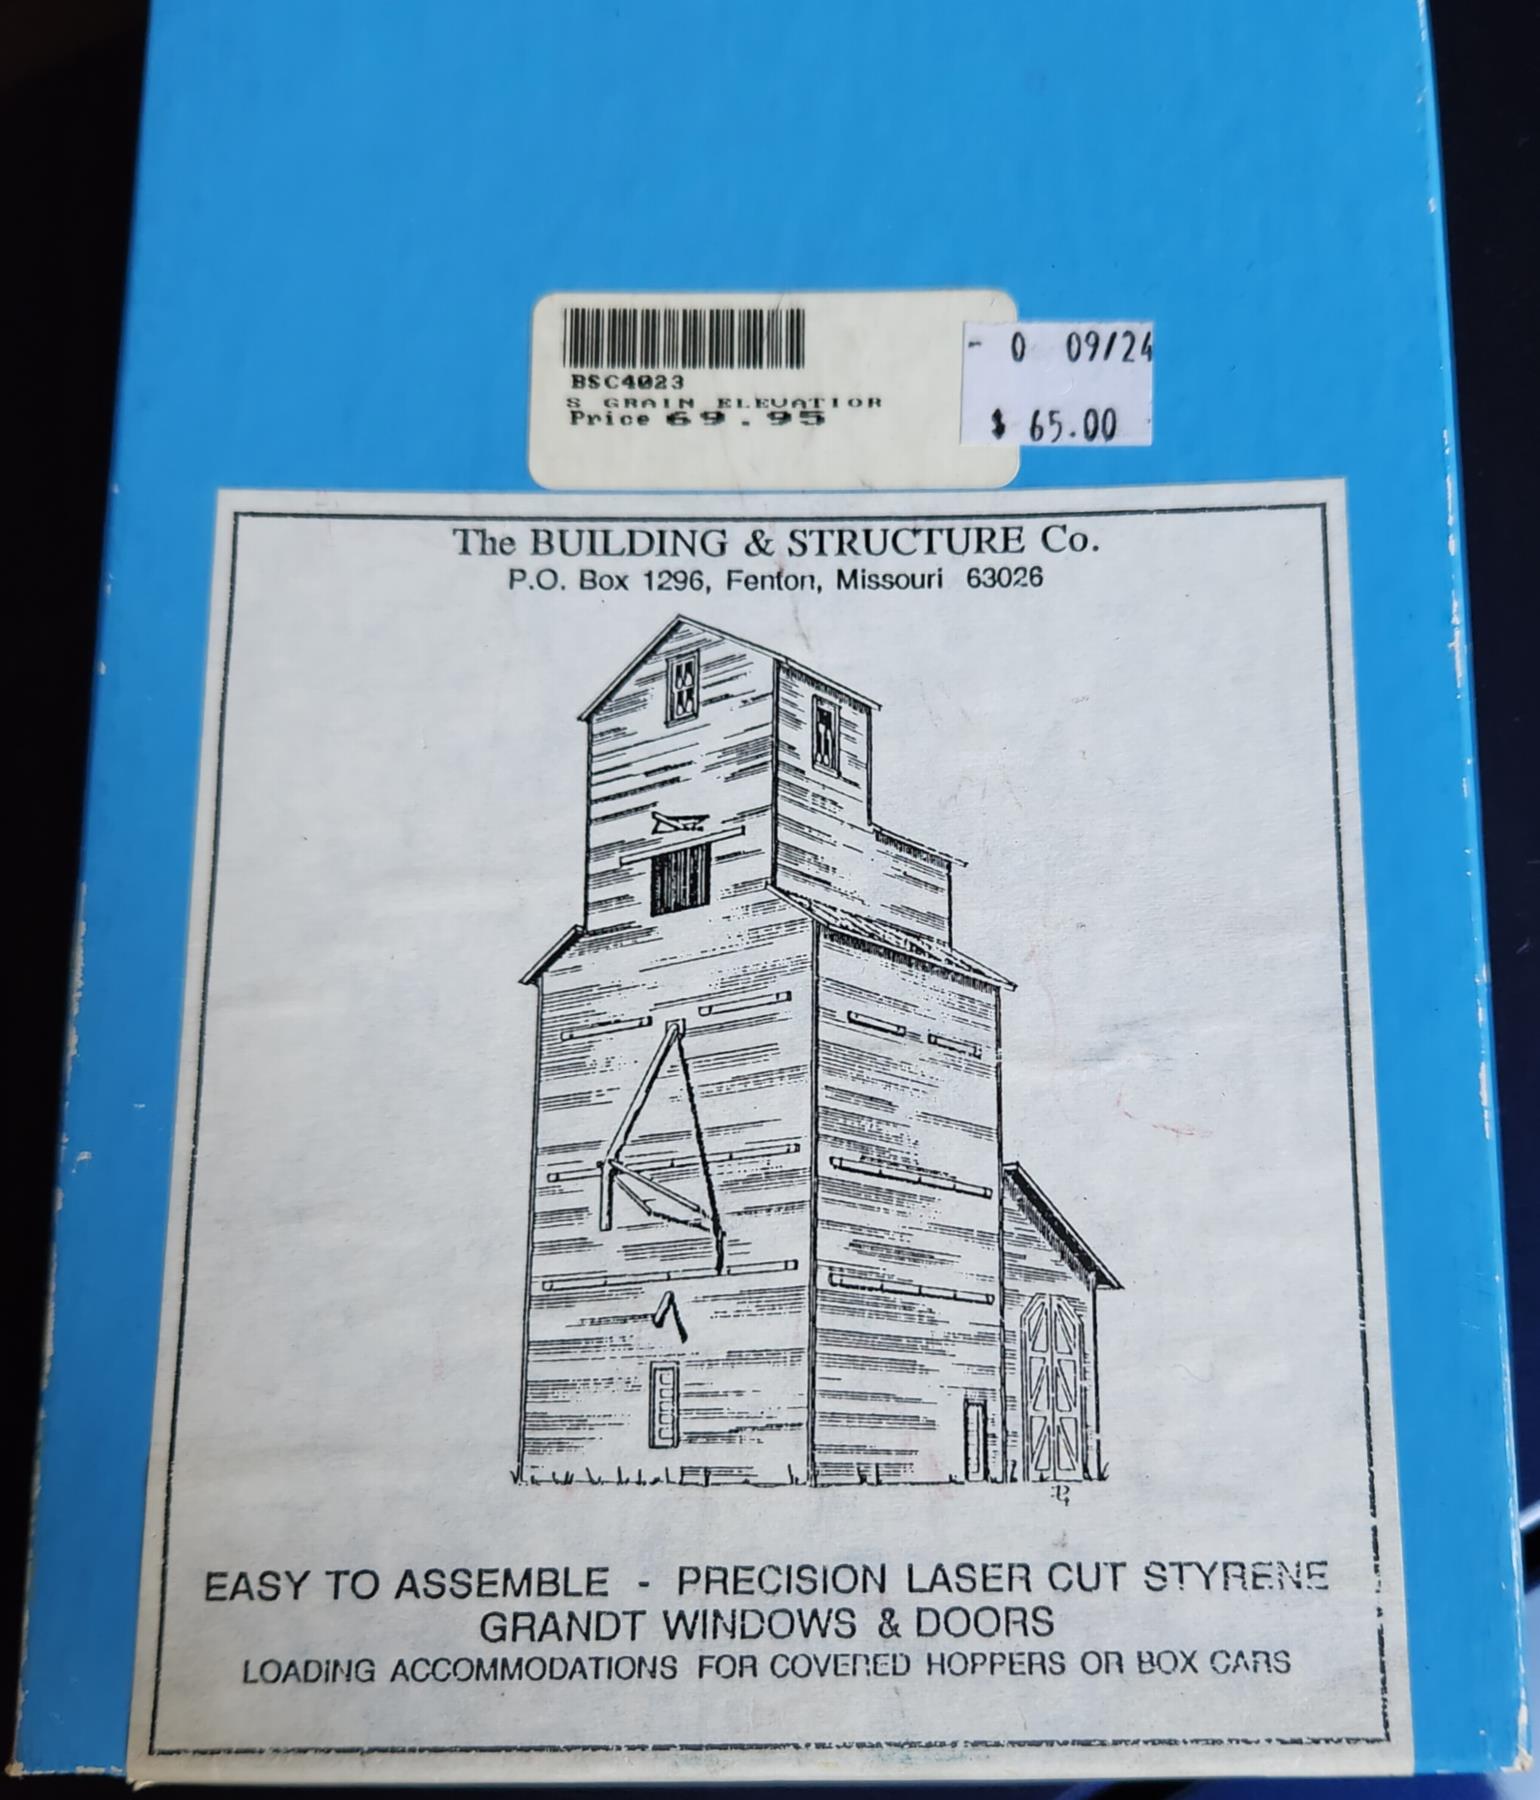 BSC4023
S GRAIN ELEVATIOR
Price 69.95
- 0 09/24
$ 65.00
The BUILDING & STRUCTURE Co.
P.O. Box 1296, Fenton, Missouri 63026
EASY TO ASSEMBLE - PRECISION LASER CUT STYRENE
GRANDT WINDOWS & DOORS
LOADING ACCOMMODATIONS FOR COVERED HOPPERS OR BOX CARS